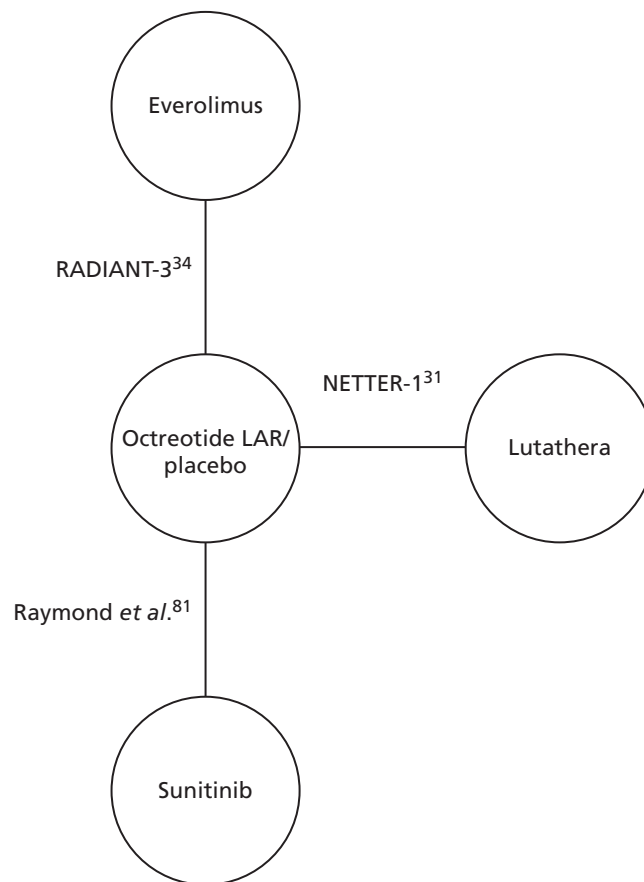 Everolimus
RADIANT-3³⁴
NETTER-1³¹
Octreotide LAR/
placebo
Lutathera
Raymond et al.⁸¹
Sunitinib